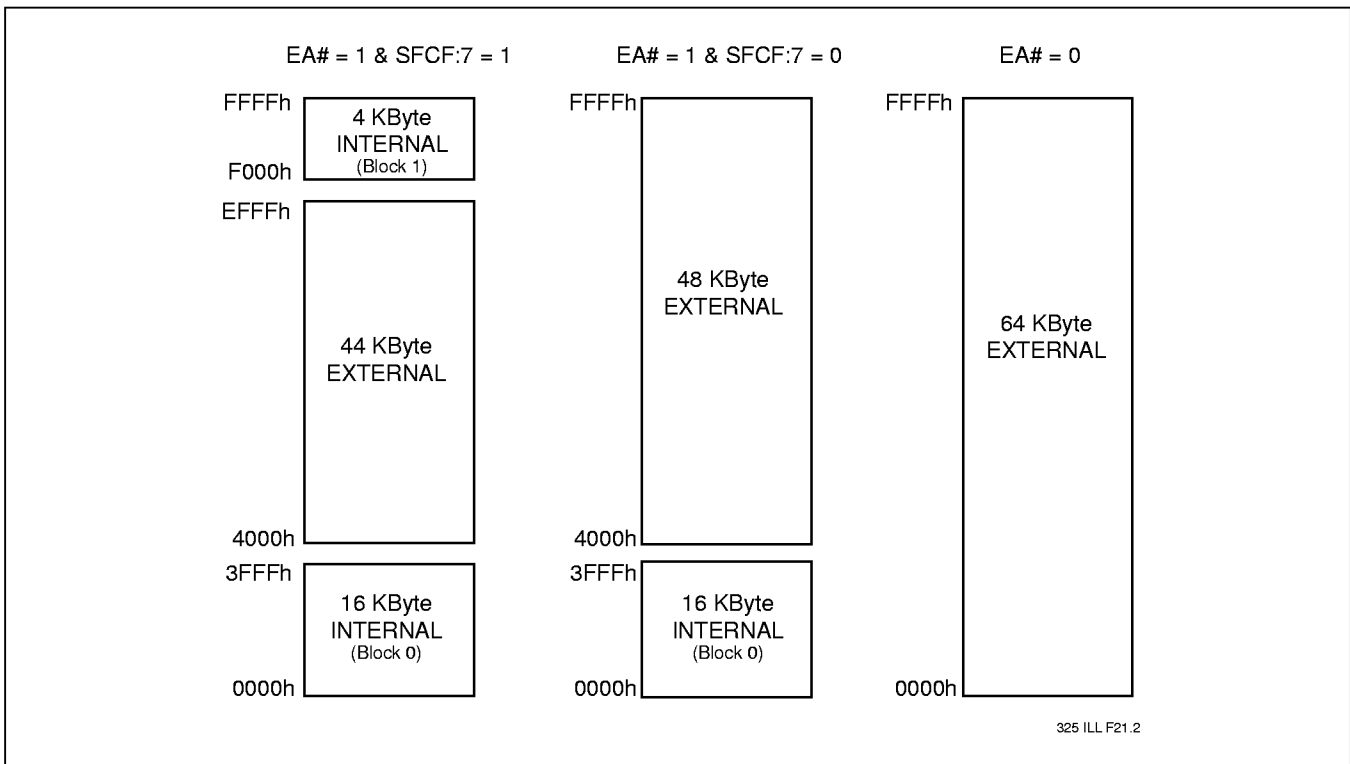 EA# = 1 & SFCF:7 = 1
FFFFh
4 KByte
INTERNAL
(Block 1)
F000h
EFFFh
44 KByte
EXTERNAL
4000h
3FFFh
16 KByte
INTERNAL
(Block 0)
0000h
EA# = 1 & SFCF:7 = 0
FFFFh
48 KByte
EXTERNAL
4000h
3FFFh
16 KByte
INTERNAL
(Block 0)
0000h
EA# = 0
FFFFh
64 KByte
EXTERNAL
0000h
325 ILL F21.2